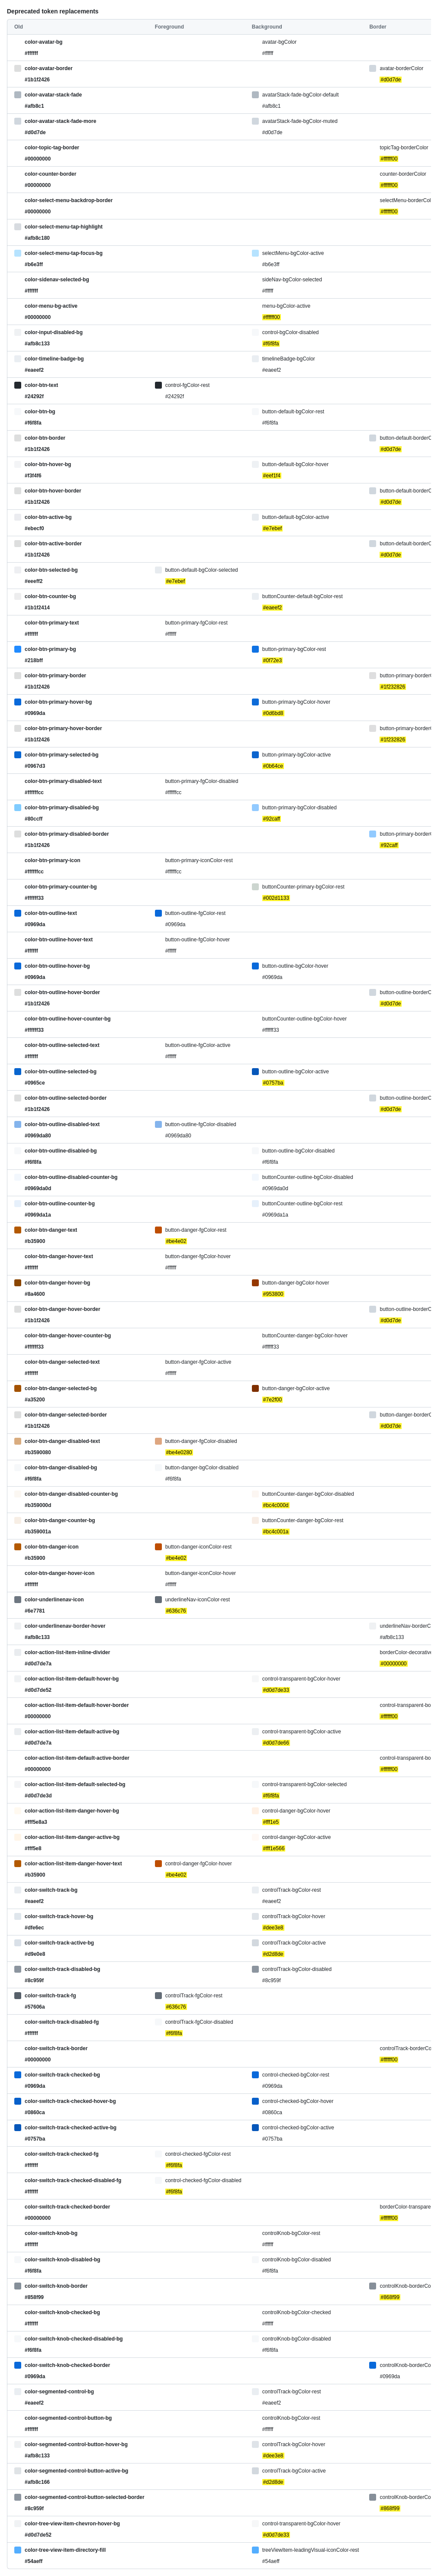 Deprecated token replacements
Old Foreground Background Border
color-avatar-bg avatar-bgColor
#ffffff #ffffff
color-avatar-border avatar-borderColor
#1b1f2426 #d0d7de
color-avatar-stack-fade avatarStack-fade-bgColor-default
#afb8c1 #afb8c1
color-avatar-stack-fade-more avatarStack-fade-bgColor-muted
#d0d7de #d0d7de
color-topic-tag-border topicTag-borderColor
#00000000 #ffffff00
color-counter-border counter-borderColor
#00000000 #ffffff00
color-select-menu-backdrop-border selectMenu-borderCol
#00000000 #ffffff00
color-select-menu-tap-highlight
#afb8c180
color-select-menu-tap-focus-bg selectMenu-bgColor-active
#b6e3ff #b6e3ff
color-sidenav-selected-bg sideNav-bgColor-selected
#ffffff #ffffff
color-menu-bg-active menu-bgColor-active
#00000000 #ffffff00
color-input-disabled-bg control-bgColor-disabled
#afb8c133 #f6f8fa
color-timeline-badge-bg timelineBadge-bgColor
#eaeef2 #eaeef2
color-btn-text control-fgColor-rest
#24292f #24292f
color-btn-bg button-default-bgColor-rest
#f6f8fa #f6f8fa
color-btn-border button-default-borderC
#1b1f2426 #d0d7de
color-btn-hover-bg button-default-bgColor-hover
#f3f4f6 #eef1f4
color-btn-hover-border button-default-borderC
#1b1f2426 #d0d7de
color-btn-active-bg button-default-bgColor-active
#ebecf0 #e7ebef
color-btn-active-border button-default-borderC
#1b1f2426 #d0d7de
color-btn-selected-bg button-default-bgColor-selected
#eeeff2 #e7ebef
color-btn-counter-bg buttonCounter-default-bgColor-rest
#1b1f2414 #eaeef2
color-btn-primary-text button-primary-fgColor-rest
#ffffff #ffffff
color-btn-primary-bg button-primary-bgColor-rest
#218bff #0f72e3
color-btn-primary-border button-primary-border
#1b1f2426 #1f232826
color-btn-primary-hover-bg button-primary-bgColor-hover
#0969da #0d6bd8
color-btn-primary-hover-border button-primary-border
#1b1f2426 #1f232826
color-btn-primary-selected-bg button-primary-bgColor-active
#0967d3 #0b64ce
color-btn-primary-disabled-text button-primary-fgColor-disabled
#ffffffcc #ffffffcc
color-btn-primary-disabled-bg button-primary-bgColor-disabled
#80ccff #92caff
color-btn-primary-disabled-border button-primary-border
#1b1f2426 #92caff
color-btn-primary-icon button-primary-iconColor-rest
#ffffffcc #ffffffcc
color-btn-primary-counter-bg buttonCounter-primary-bgColor-rest
#ffffff33 #002d1133
color-btn-outline-text button-outline-fgColor-rest
#0969da #0969da
color-btn-outline-hover-text button-outline-fgColor-hover
#ffffff #ffffff
color-btn-outline-hover-bg button-outline-bgColor-hover
#0969da #0969da
color-btn-outline-hover-border button-outline-borderC
#1b1f2426 #d0d7de
color-btn-outline-hover-counter-bg buttonCounter-outline-bgColor-hover
#ffffff33 #ffffff33
color-btn-outline-selected-text button-outline-fgColor-active
#ffffff #ffffff
color-btn-outline-selected-bg button-outline-bgColor-active
#0965ce #0757ba
color-btn-outline-selected-border button-outline-borderC
#1b1f2426 #d0d7de
color-btn-outline-disabled-text button-outline-fgColor-disabled
#0969da80 #0969da80
color-btn-outline-disabled-bg button-outline-bgColor-disabled
#f6f8fa #f6f8fa
color-btn-outline-disabled-counter-bg buttonCounter-outline-bgColor-disabled
#0969da0d #0969da0d
color-btn-outline-counter-bg buttonCounter-outline-bgColor-rest
#0969da1a #0969da1a
color-btn-danger-text button-danger-fgColor-rest
#b35900 #be4e02
color-btn-danger-hover-text button-danger-fgColor-hover
#ffffff #ffffff
color-btn-danger-hover-bg button-danger-bgColor-hover
#8a4600 #953800
color-btn-danger-hover-border button-outline-borderC
#1b1f2426 #d0d7de
color-btn-danger-hover-counter-bg buttonCounter-danger-bgColor-hover
#ffffff33 #ffffff33
color-btn-danger-selected-text button-danger-fgColor-active
#ffffff #ffffff
color-btn-danger-selected-bg button-danger-bgColor-active
#a35200 #7e2f00
color-btn-danger-selected-border button-danger-borderC
#1b1f2426 #d0d7de
color-btn-danger-disabled-text button-danger-fgColor-disabled
#b3590080 #be4e0280
color-btn-danger-disabled-bg button-danger-bgColor-disabled
#f6f8fa #f6f8fa
color-btn-danger-disabled-counter-bg buttonCounter-danger-bgColor-disabled
#b359000d #bc4c000d
color-btn-danger-counter-bg buttonCounter-danger-bgColor-rest
#b359001a #bc4c001a
color-btn-danger-icon button-danger-iconColor-rest
#b35900 #be4e02
color-btn-danger-hover-icon button-danger-iconColor-hover
#ffffff #ffffff
color-underlinenav-icon underlineNav-iconColor-rest
#6e7781 #636c76
color-underlinenav-border-hover underlineNav-borderC
#afb8c133 #afb8c133
color-action-list-item-inline-divider borderColor-decorative
#d0d7de7a #00000000
color-action-list-item-default-hover-bg control-transparent-bgColor-hover
#d0d7de52 #d0d7de33
color-action-list-item-default-hover-border control-transparent-bo
#00000000 #ffffff00
color-action-list-item-default-active-bg control-transparent-bgColor-active
#d0d7de7a #d0d7de66
color-action-list-item-default-active-border control-transparent-bo
#00000000 #ffffff00
color-action-list-item-default-selected-bg control-transparent-bgColor-selected
#d0d7de3d #f6f8fa
color-action-list-item-danger-hover-bg control-danger-bgColor-hover
#fff5e8a3 #fff1e5
color-action-list-item-danger-active-bg control-danger-bgColor-active
#fff5e8 #fff1e566
color-action-list-item-danger-hover-text control-danger-fgColor-hover
#b35900 #be4e02
color-switch-track-bg controlTrack-bgColor-rest
#eaeef2 #eaeef2
color-switch-track-hover-bg controlTrack-bgColor-hover
#dfe6ec #dee3e8
color-switch-track-active-bg controlTrack-bgColor-active
#d9e0e8 #d2d8de
color-switch-track-disabled-bg controlTrack-bgColor-disabled
#8c959f #8c959f
color-switch-track-fg controlTrack-fgColor-rest
#57606a #636c76
color-switch-track-disabled-fg controlTrack-fgColor-disabled
#ffffff #f6f8fa
color-switch-track-border controlTrack-borderCo
#00000000 #ffffff00
color-switch-track-checked-bg control-checked-bgColor-rest
#0969da #0969da
color-switch-track-checked-hover-bg control-checked-bgColor-hover
#0860ca #0860ca
color-switch-track-checked-active-bg control-checked-bgColor-active
#0757ba #0757ba
color-switch-track-checked-fg control-checked-fgColor-rest
#ffffff #f6f8fa
color-switch-track-checked-disabled-fg control-checked-fgColor-disabled
#ffffff #f6f8fa
color-switch-track-checked-border borderColor-transpare
#00000000 #ffffff00
color-switch-knob-bg controlKnob-bgColor-rest
#ffffff #ffffff
color-switch-knob-disabled-bg controlKnob-bgColor-disabled
#f6f8fa #f6f8fa
color-switch-knob-border controlKnob-borderCo
#858f99 #868f99
color-switch-knob-checked-bg controlKnob-bgColor-checked
#ffffff #ffffff
color-switch-knob-checked-disabled-bg controlKnob-bgColor-disabled
#f6f8fa #f6f8fa
color-switch-knob-checked-border controlKnob-borderCo
#0969da #0969da
color-segmented-control-bg controlTrack-bgColor-rest
#eaeef2 #eaeef2
color-segmented-control-button-bg controlKnob-bgColor-rest
#ffffff #ffffff
color-segmented-control-button-hover-bg controlTrack-bgColor-hover
#afb8c133 #dee3e8
color-segmented-control-button-active-bg controlTrack-bgColor-active
#afb8c166 #d2d8de
color-segmented-control-button-selected-border controlKnob-borderCo
#8c959f #868f99
color-tree-view-item-chevron-hover-bg control-transparent-bgColor-hover
#d0d7de52 #d0d7de33
color-tree-view-item-directory-fill treeViewItem-leadingVisual-iconColor-rest
#54aeff #54aeff